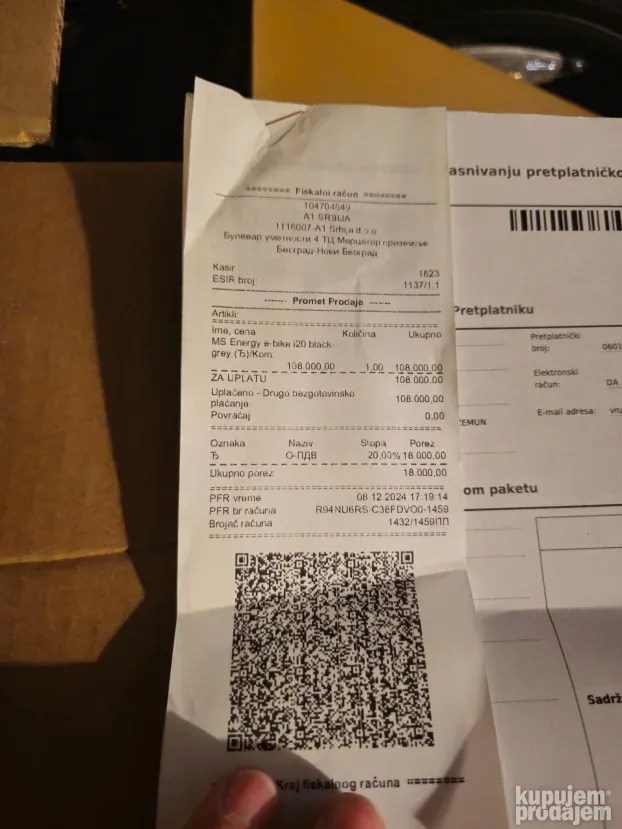 ======== Fiskalni račun ========
104704549
A1 SRBIJA
1116007-A1 Srbija d.o.o
Булевар уметности 4 ТЦ Меркатор приземље
Београд-Нови Београд
Kasir 1623
ESIR broj: 1137/1.1
------ Promet Prodaja ------
Artikli:
Ime, cena Količina Ukupno
MS Energy e-bike i20 black-
grey (Ђ)/Kom.
108.000,00 1,00 108.000,00
ZA UPLATU 108.000,00
Uplaćeno - Drugo bezgotovinsko
plaćanje 108.000,00
Povraćaj 0,00
Oznaka Naziv Stopa Porez
Ђ О-ПДВ 20,00% 18.000,00
Ukupno porez 18.000,00
PFR vreme 08.12.2024 17:19:14
PFR br računa R94NU6RS-C38FDVO0-1459
Brojač računa 1432/1459ПП
Kraj fiskalnog računa ========
asnivanju pretplatničko
Pretplatniku
Pretplatnički
broj: 0601
Elektronski
račun: DA
E-mail adresa:
ZEMUN
om paketu
Sadrž
kupujem
prodajem